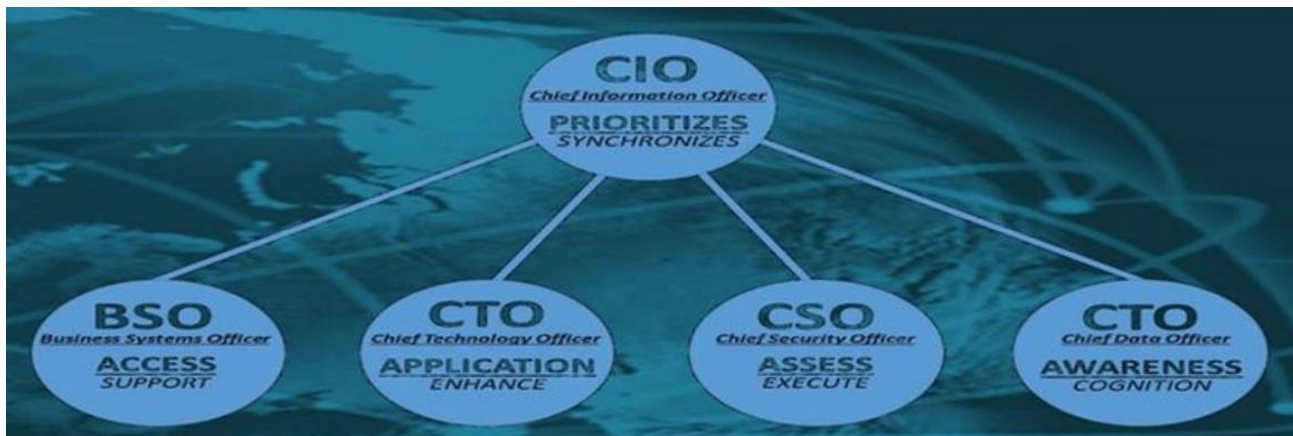 CIO
Chief Information Officer
PRIORITIZES
SYNCHRONIZES
BSO
Business Systems Officer
ACCESS
SUPPORT
CTO
Chief Technology Officer
APPLICATION
ENHANCE
CSO
Chief Security Officer
ASSESS
EXECUTE
CTO
Chief Data Officer
AWARENESS
COGNITION